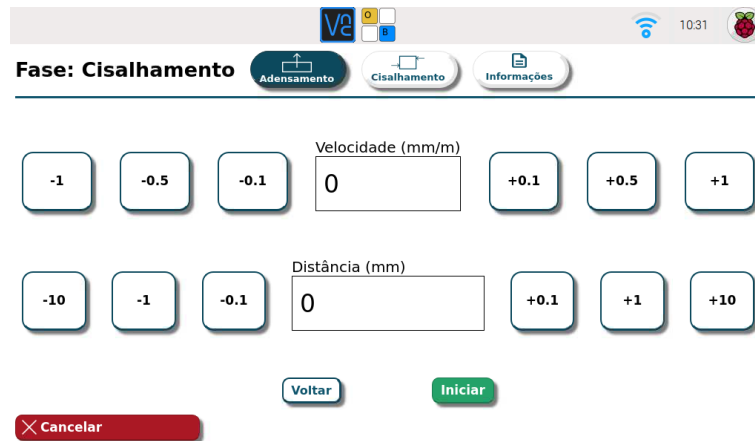 VNC
O
B
10:31
Fase: Cisalhamento
Adensamento
Cisalhamento
Informações
Velocidade (mm/m)
-1 -0.5 -0.1 0 +0.1 +0.5 +1
Distância (mm)
-10 -1 -0.1 0 +0.1 +1 +10
Voltar Iniciar
Cancelar